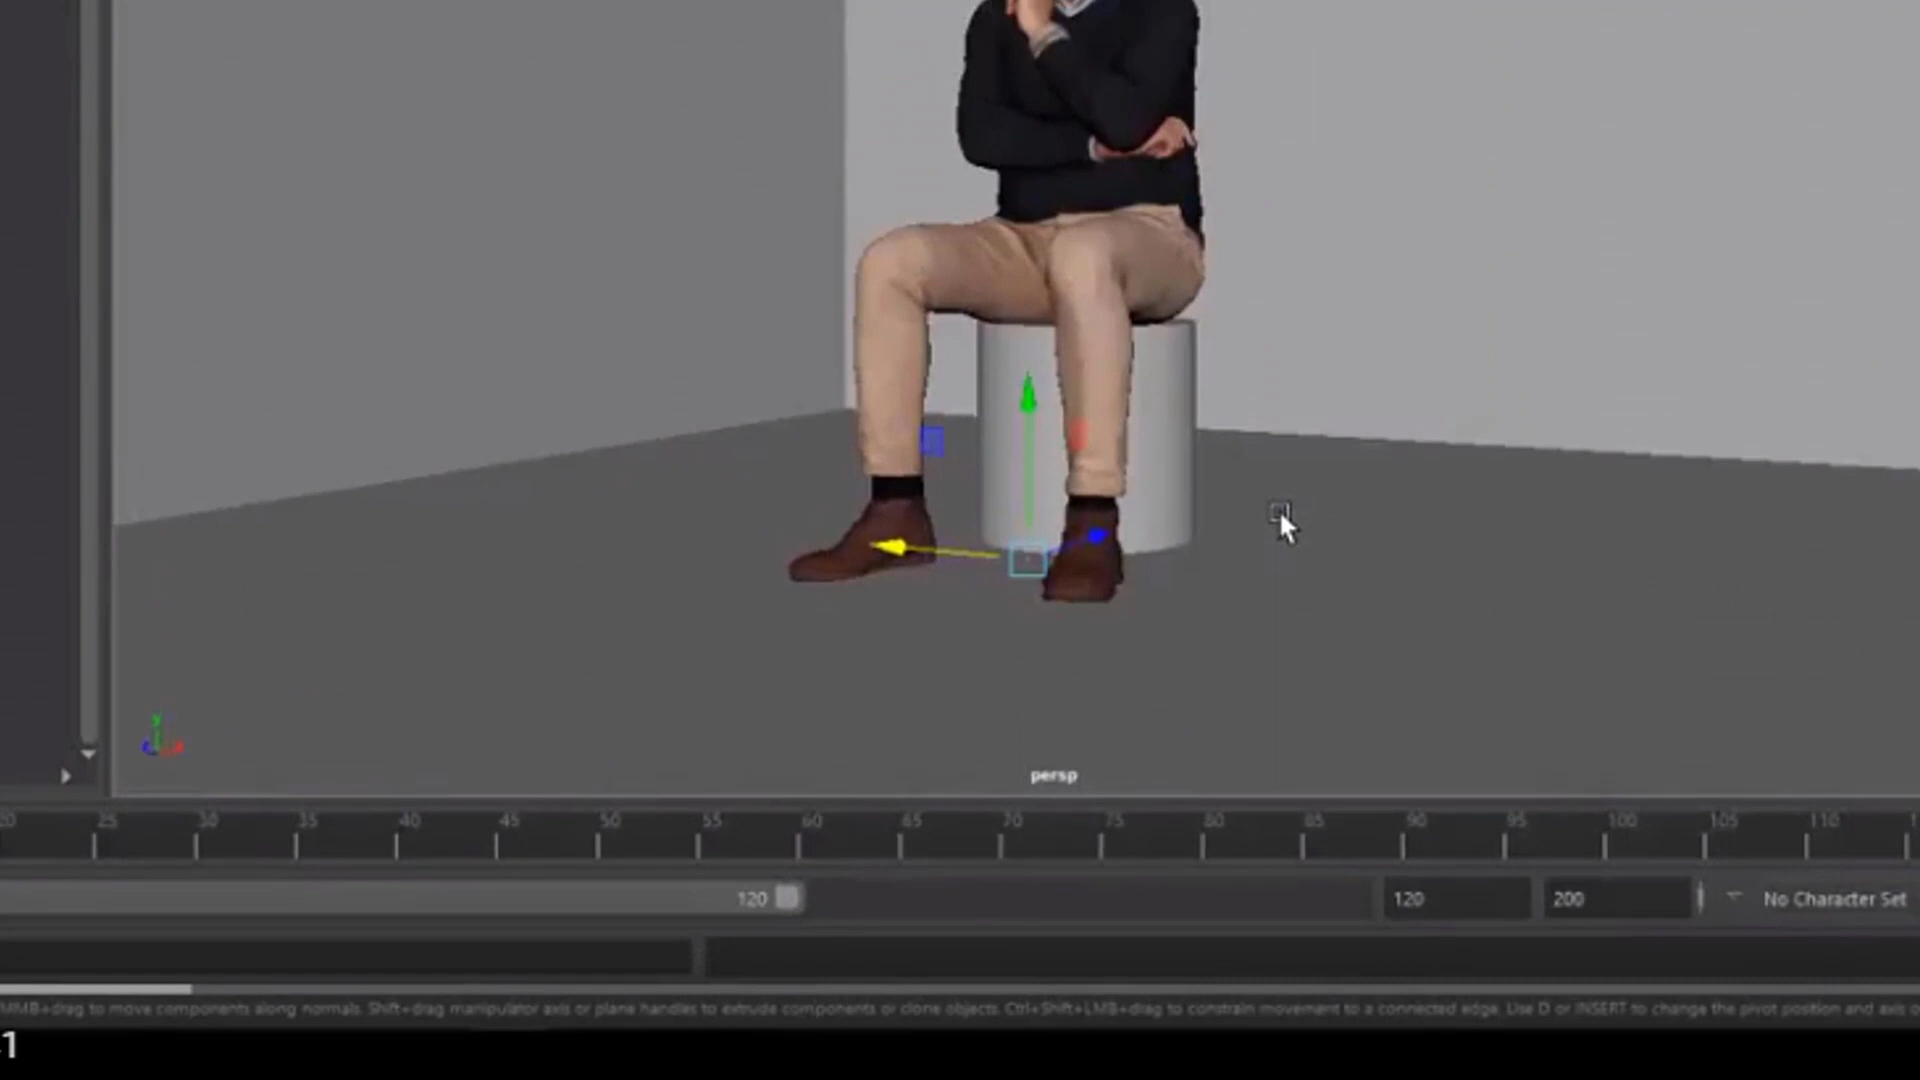 y
persp
20 25 30 35 40 45 50 55 60 65 70 75 80 85 90 95 100 105 110
120 120 200 No Character Set
MMB+drag to move components along normals. Shift+drag manipulator axis or plane handles to extrude components or clone objects. Ctrl+Shift+LMB+drag to constrain movement to a connected edge. Use D or INSERT to change the pivot position and axis
1